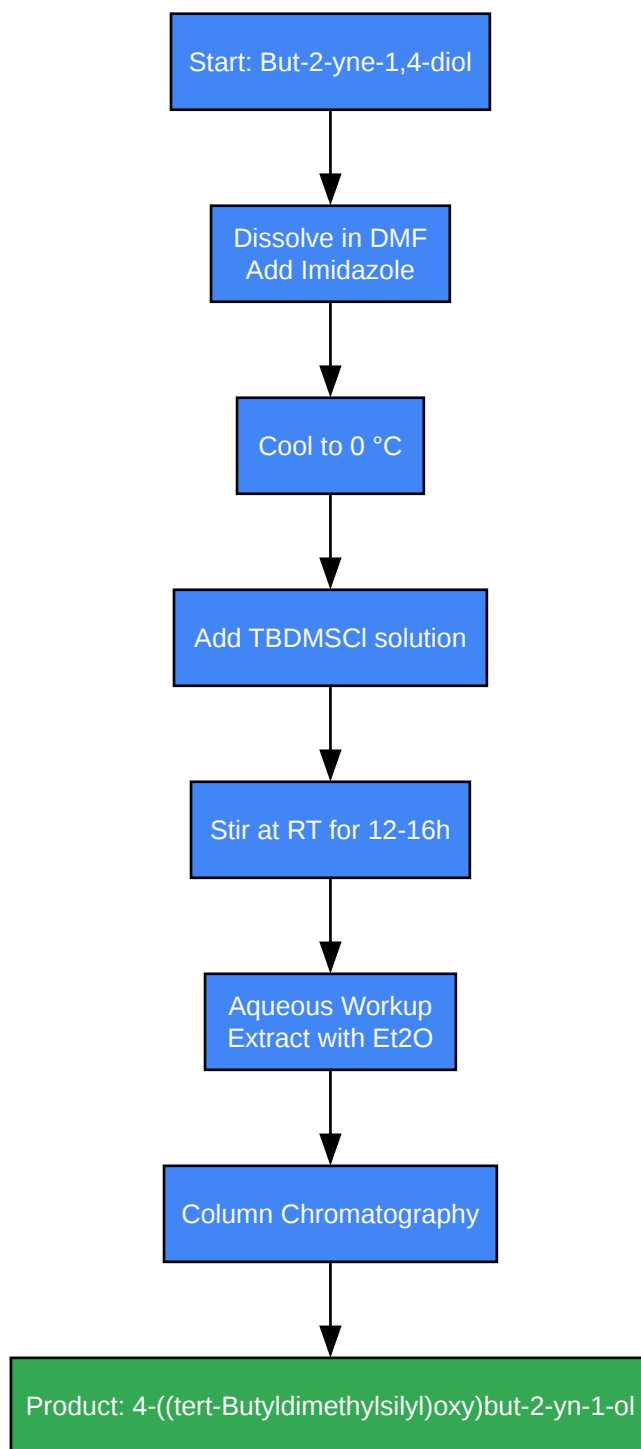 Start: But-2-yne-1,4-diol
Dissolve in DMF
Add Imidazole
Cool to 0 °C
Add TBDMSCl solution
Stir at RT for 12-16h
Aqueous Workup
Extract with Et2O
Column Chromatography
Product: 4-((tert-Butyldimethylsilyl)oxy)but-2-yn-1-ol